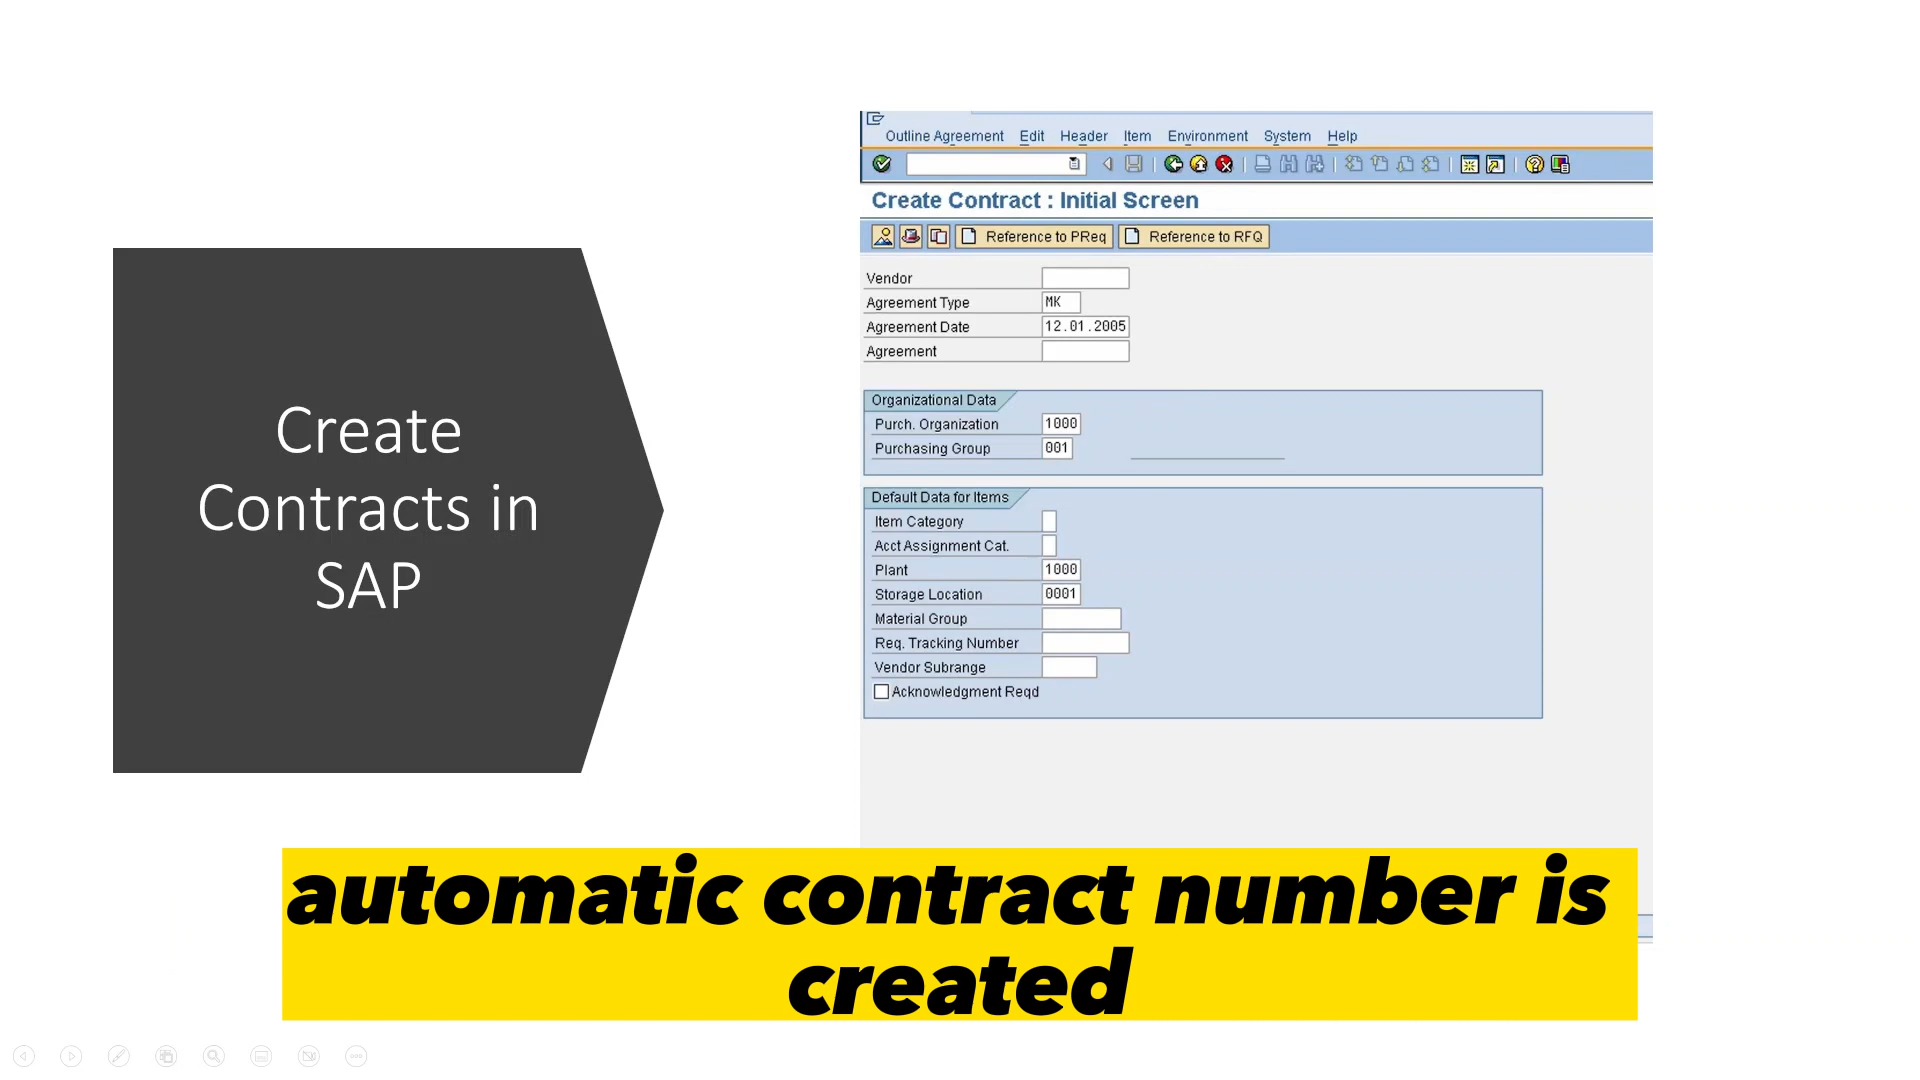 Create
Contracts in
SAP
Outline Agreement Edit Header Item Environment System Help
Create Contract : Initial Screen
Reference to PReq Reference to RFQ
Vendor
Agreement Type MK
Agreement Date 12.01.2005
Agreement
Organizational Data
Purch. Organization 1000
Purchasing Group 001
Default Data for Items
Item Category
Acct Assignment Cat.
Plant 1000
Storage Location 0001
Material Group
Req. Tracking Number
Vendor Subrange
Acknowledgment Reqd
automatic contract number is
created